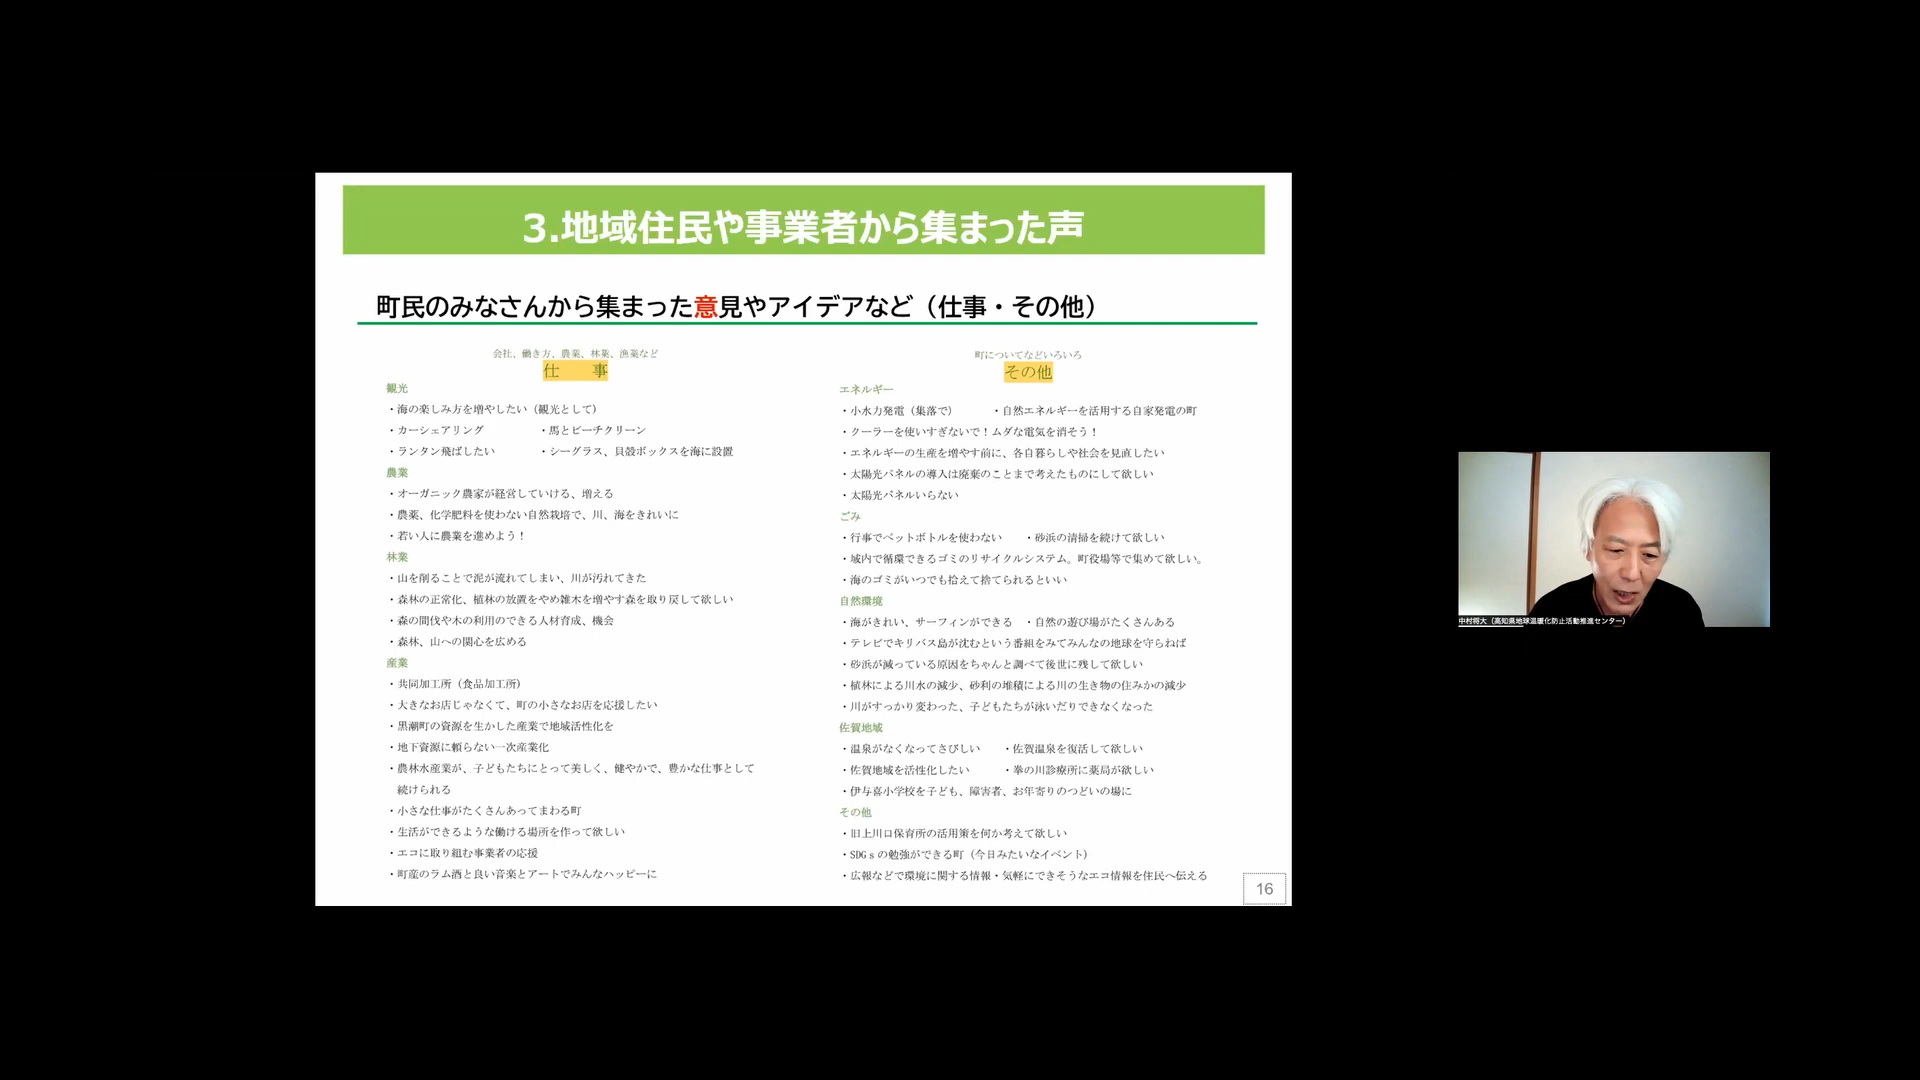 3.地域住民や事業者から集まった声
町民のみなさんから集まった意見やアイデアなど（仕事・その他）
会社、働き方、農業、林業、漁業など
仕　事
観光
・海の楽しみ方を増やしたい（観光として）
・カーシェアリング　・馬とビーチクリーン
・ランタン飛ばしたい　・シーグラス、貝殻ボックスを海に設置
農業
・オーガニック農家が経営していける、増える
・農薬、化学肥料を使わない自然栽培で、川、海をきれいに
・若い人に農業を進めよう！
林業
・山を削ることで泥が流れてしまい、川が汚れてきた
・森林の正常化、植林の放置をやめ雑木を増やす森を取り戻して欲しい
・森の間伐や木の利用のできる人材育成、機会
・森林、山への関心を広める
産業
・共同加工所（食品加工所）
・大きなお店じゃなくて、町の小さなお店を応援したい
・黒潮町の資源を生かした産業で地域活性化を
・地下資源に頼らない一次産業化
・農林水産業が、子どもたちにとって美しく、健やかで、豊かな仕事として
続けられる
・小さな仕事がたくさんあってまわる町
・生活ができるような働ける場所を作って欲しい
・エコに取り組む事業者の応援
・町産のラム酒と良い音楽とアートでみんなハッピーに
町についてなどいろいろ
その他
エネルギー
・小水力発電（集落で）　・自然エネルギーを活用する自家発電の町
・クーラーを使いすぎないで！ムダな電気を消そう！
・エネルギーの生産を増やす前に、各自暮らしや社会を見直したい
・太陽光パネルの導入は廃棄のことまで考えたものにして欲しい
・太陽光パネルいらない
ごみ
・行事でペットボトルを使わない　・砂浜の清掃を続けて欲しい
・域内で循環できるゴミのリサイクルシステム。町役場等で集めて欲しい。
・海のゴミがいつでも拾えて捨てられるといい
自然環境
・海がきれい、サーフィンができる　・自然の遊び場がたくさんある
・テレビでキリバス島が沈むという番組をみてみんなの地球を守らねば
・砂浜が減っている原因をちゃんと調べて後世に残して欲しい
・植林による川水の減少、砂利の堆積による川の生き物の住みかの減少
・川がすっかり変わった、子どもたちが泳いだりできなくなった
佐賀地域
・温泉がなくなってさびしい　・佐賀温泉を復活して欲しい
・佐賀地域を活性化したい　・拳の川診療所に薬局が欲しい
・伊与喜小学校を子ども、障害者、お年寄りのつどいの場に
その他
・旧上川口保育所の活用策を何か考えて欲しい
・SDGｓの勉強ができる町（今日みたいなイベント）
・広報などで環境に関する情報・気軽にできそうなエコ情報を住民へ伝える
16
中村将大（高知県地球温暖化防止活動推進センター）